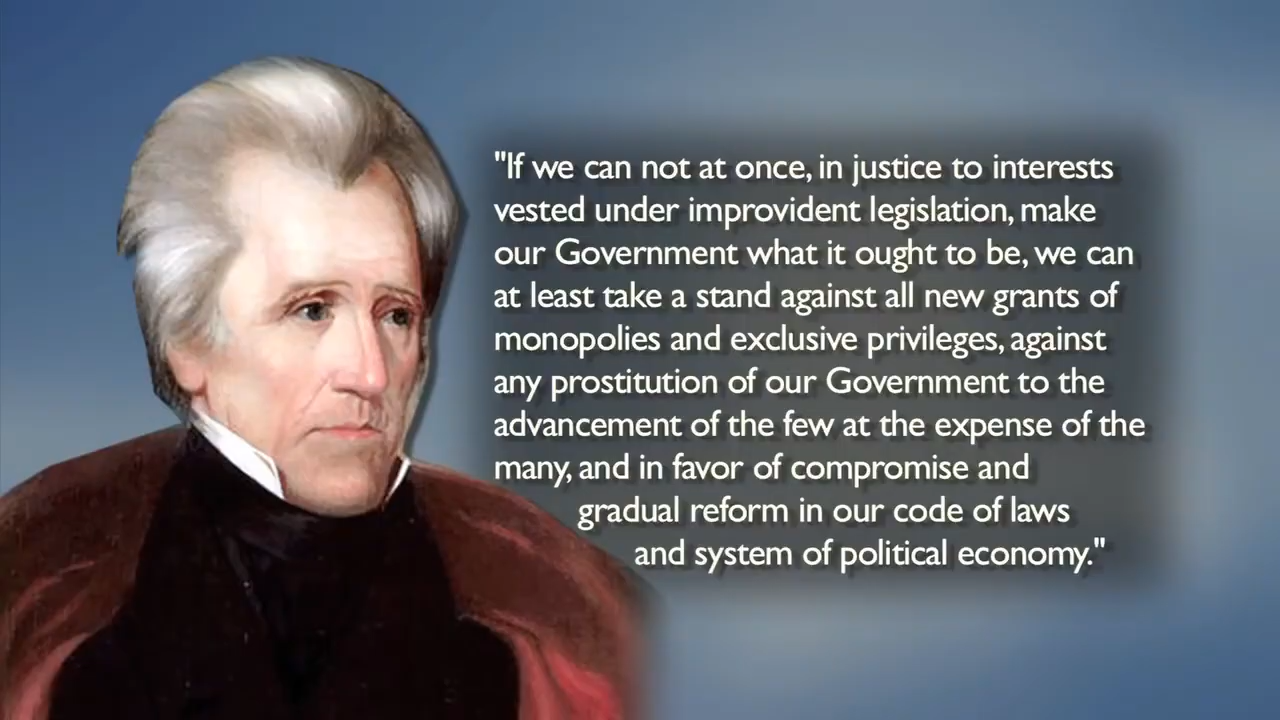 "If we can not at once, in justice to interests
vested under improvident legislation, make
our Government what it ought to be, we can
at least take a stand against all new grants of
monopolies and exclusive privileges, against
any prostitution of our Government to the
advancement of the few at the expense of the
many, and in favor of compromise and
gradual reform in our code of laws
and system of political economy."